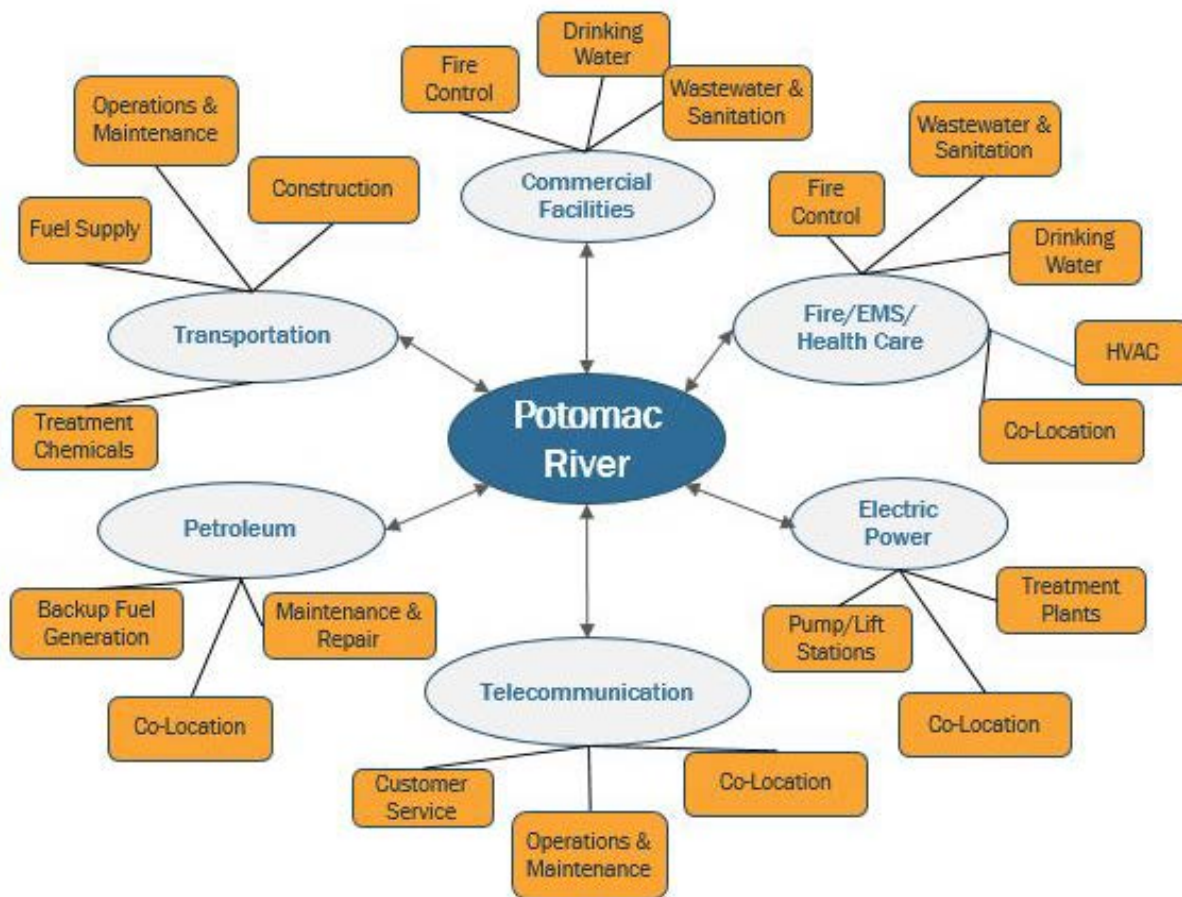 Drinking
Water
Fire
Control
Wastewater &
Sanitation
Commercial
Facilities
Operations &
Maintenance
Construction
Fuel Supply
Transportation
Treatment
Chemicals
Wastewater &
Sanitation
Fire
Control
Drinking
Water
Fire/EMS/
Health Care
HVAC
Co-Location
Potomac
River
Petroleum
Backup Fuel
Generation
Maintenance &
Repair
Co-Location
Electric
Power
Treatment
Plants
Pump/Lift
Stations
Co-Location
Telecommunication
Customer
Service
Operations &
Maintenance
Co-Location